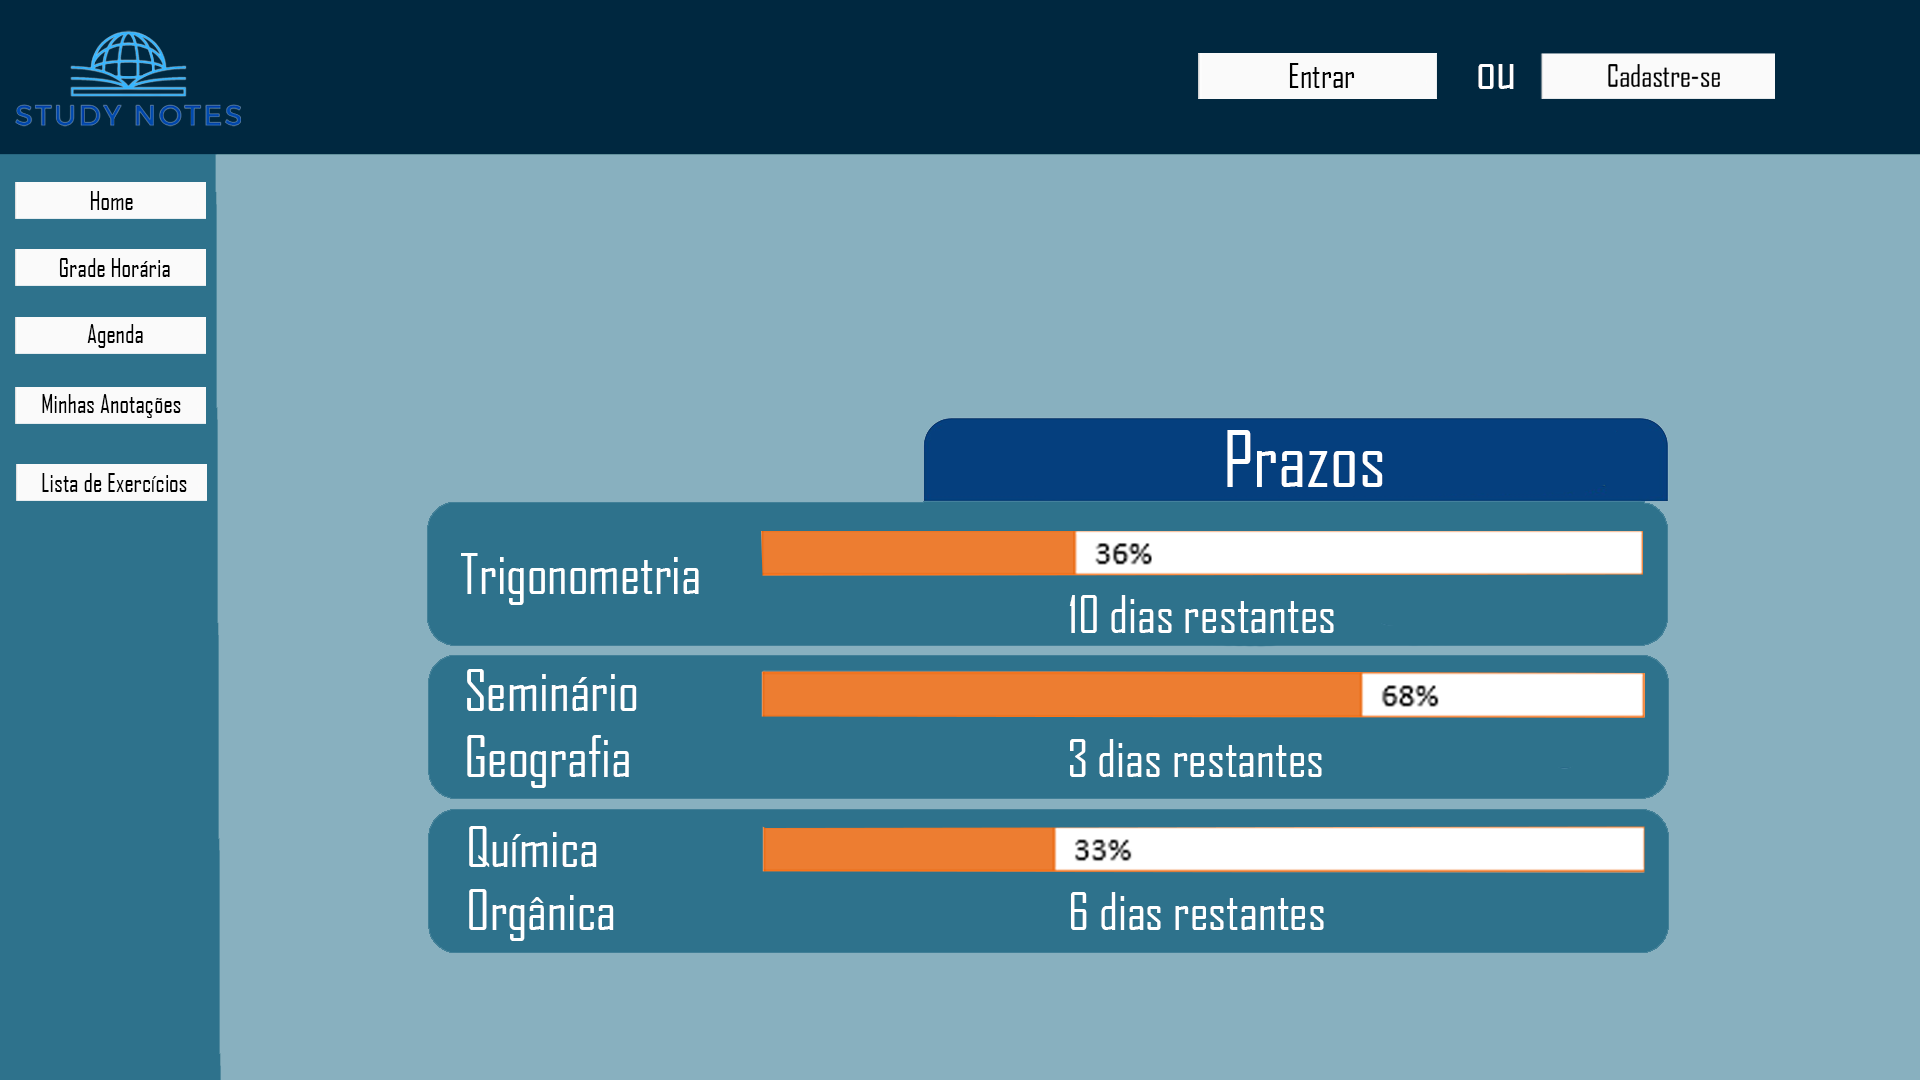 STUDY NOTES
Entrar ou Cadastre-se
Home
Grade Horária
Agenda
Minhas Anotações
Lista de Exercícios
Prazos
Trigonometria
36%
10 dias restantes
Seminário
Geografia
68%
3 dias restantes
Química
Orgânica
33%
6 dias restantes